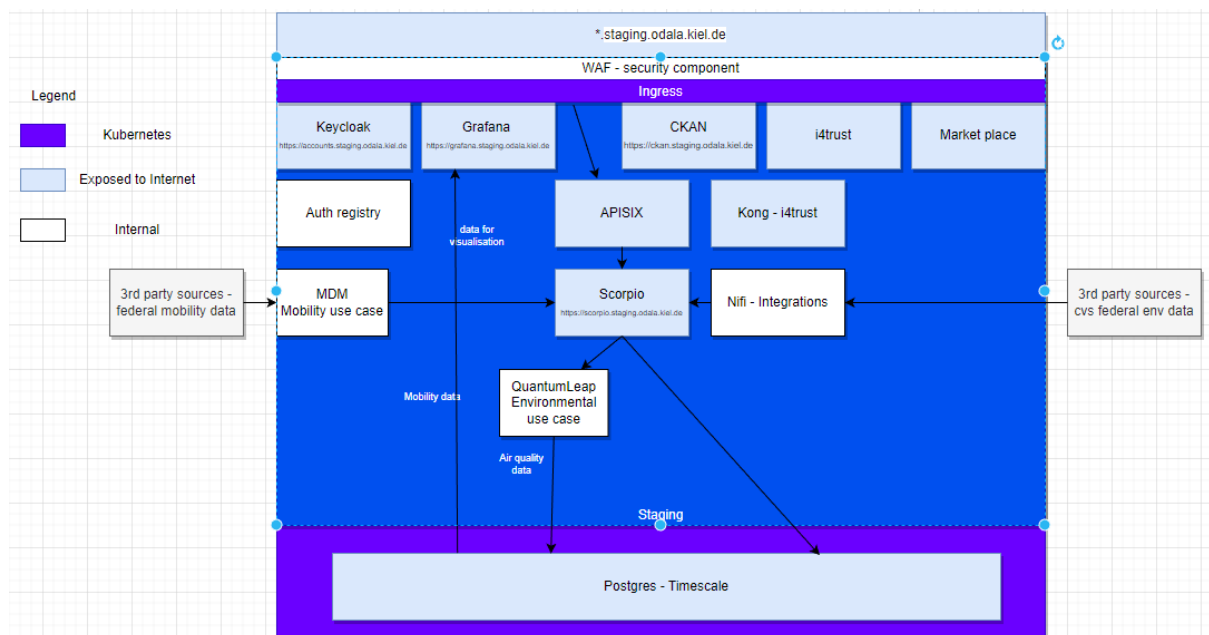 *.staging.odala.kiel.de
WAF - security component
Ingress
Legend
Kubernetes
Exposed to Internet
Internal
Keycloak
https://accounts.staging.odala.kiel.de
Grafana
https://grafana.staging.odala.kiel.de
CKAN
https://ckan.staging.odala.kiel.de
i4trust
Market place
Auth registry
data for
visualisation
APISIX
Kong - i4trust
3rd party sources -
federal mobility data
MDM
Mobility use case
Scorpio
https://scorpio.staging.odala.kiel.de
Nifi - Integrations
3rd party sources -
cvs federal env data
Mobility data
QuantumLeap
Environmental
use case
Air quality
data
Staging
Postgres - Timescale